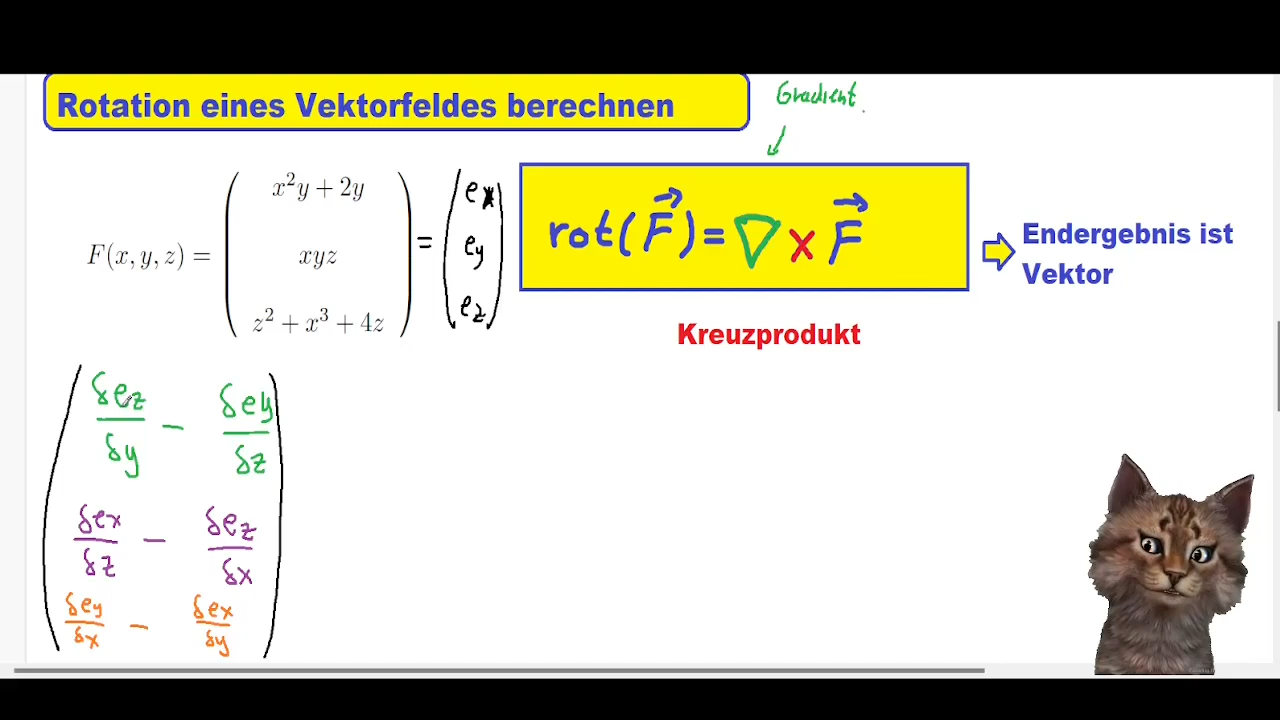 Rotation eines Vektorfeldes berechnen
Gradient.
F(x, y, z) = ( x²y + 2y
xyz
z² + x³ + 4z ) = ( ex
ey
ez )
rot(F⃗) = ∇ x F⃗
Endergebnis ist
Vektor
Kreuzprodukt
δez/δy − δey/δz
δex/δz − δez/δx
δey/δx − δex/δy